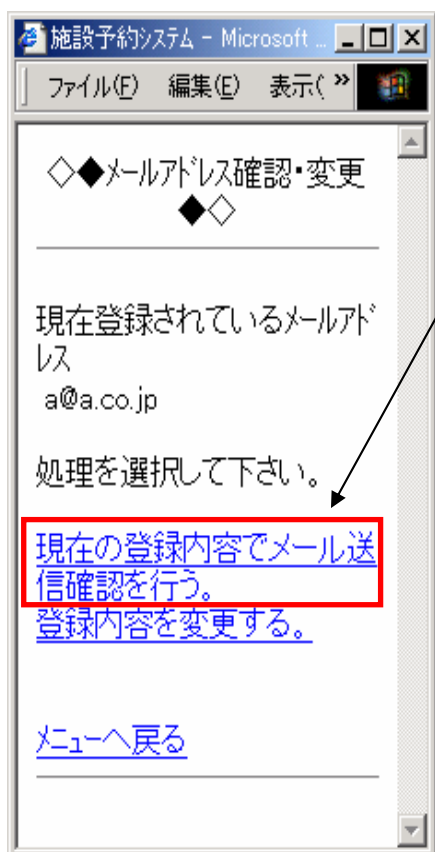 施設予約システム - Microsoft ...
ファイル(F) 編集(E) 表示( »
◇◆メールアドレス確認・変更
◆◇
現在登録されているメールアド
レス
a@a.co.jp
処理を選択して下さい。
現在の登録内容でメール送
信確認を行う。
登録内容を変更する。
メニューへ戻る